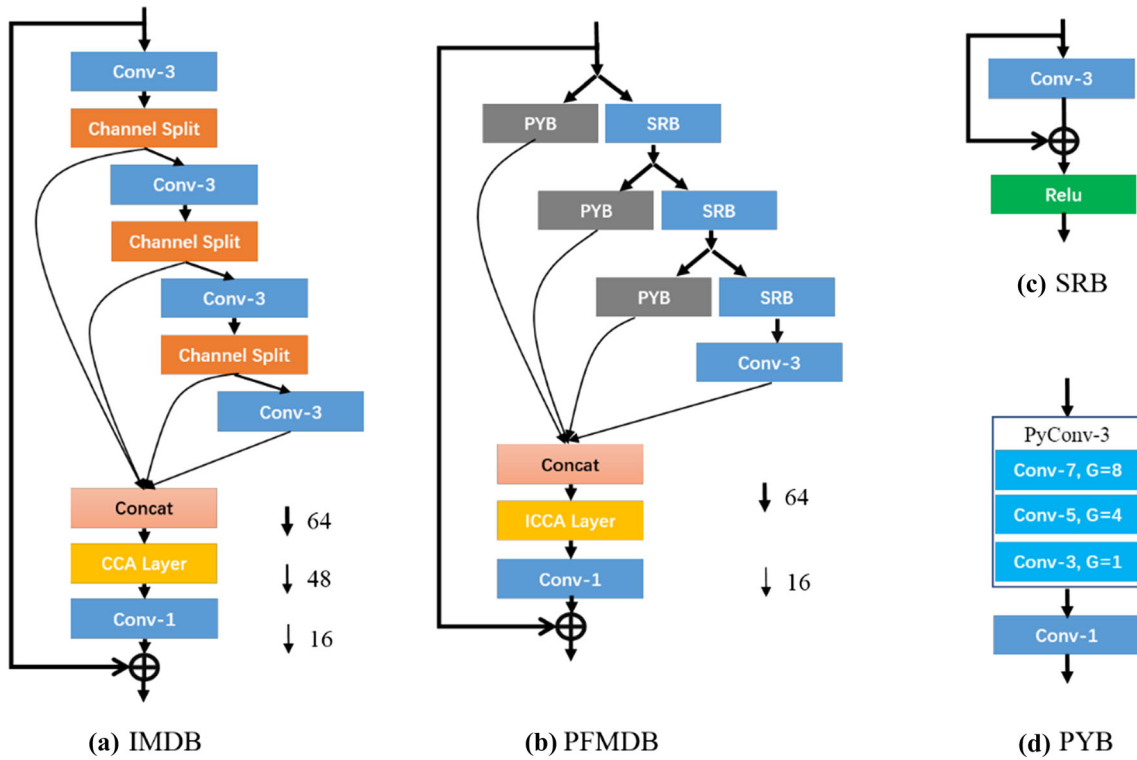 Conv-3
Channel Split
Conv-3
Channel Split
Conv-3
Channel Split
Conv-3
Concat
CCA Layer
Conv-1
64
48
16
(a) IMDB
PYB
SRB
PYB
SRB
PYB
SRB
Conv-3
Concat
ICCA Layer
Conv-1
64
16
(b) PFMDB
Conv-3
Relu
(c) SRB
PyConv-3
Conv-7, G=8
Conv-5, G=4
Conv-3, G=1
Conv-1
(d) PYB